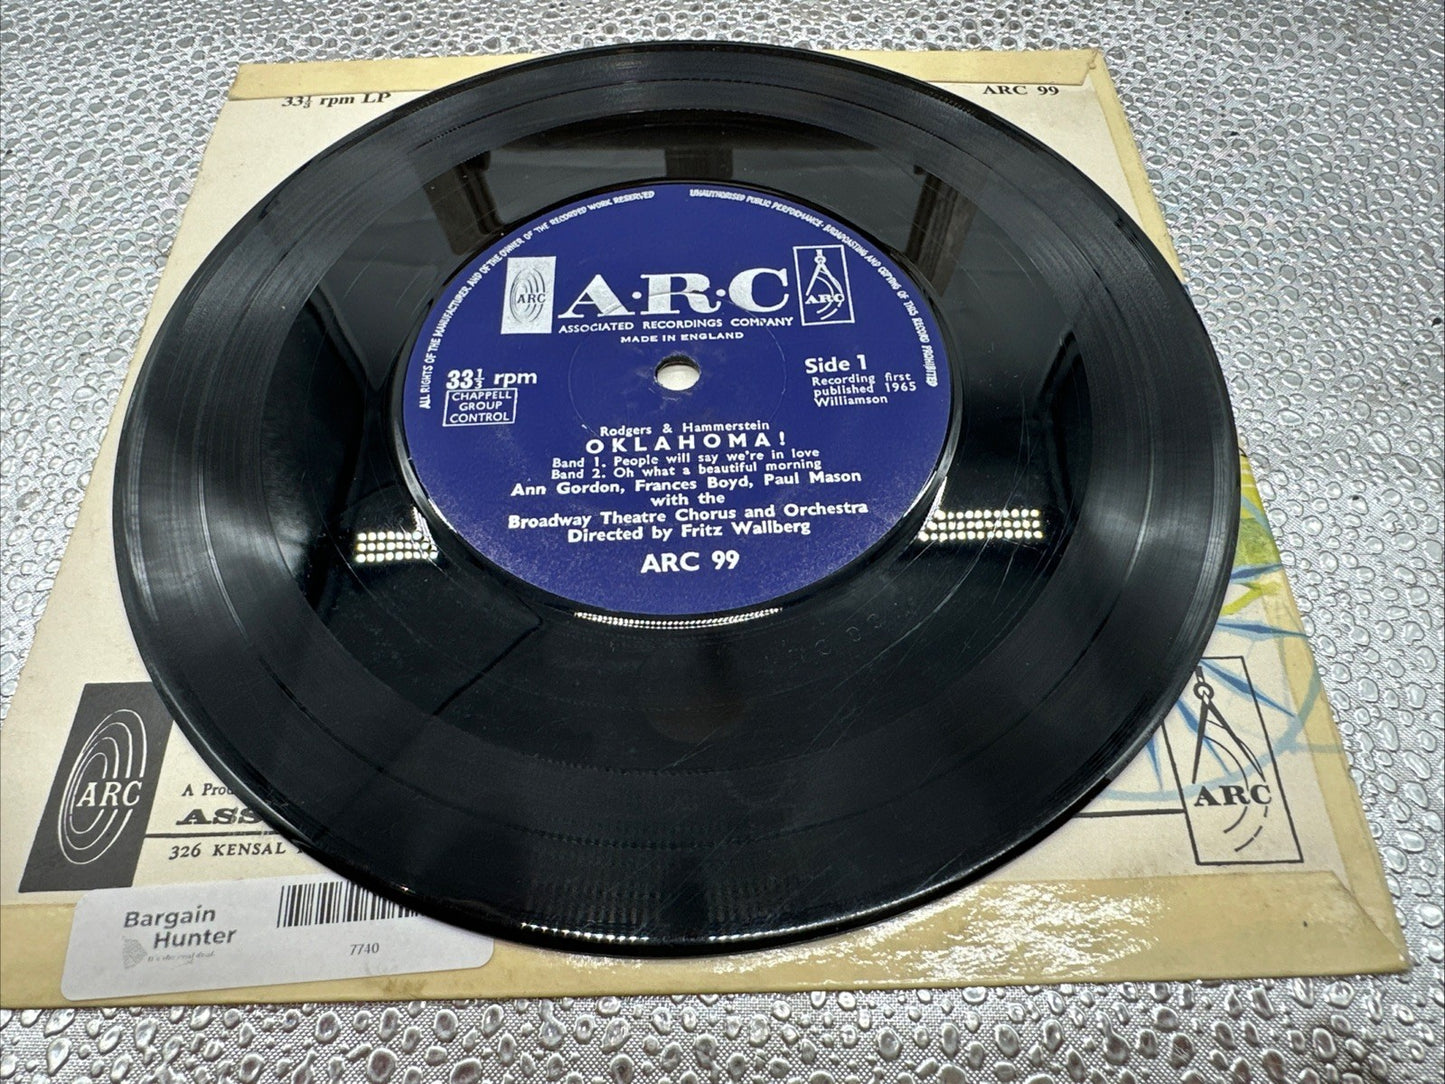 33⅓ rpm LP
ARC 99
ALL RIGHTS OF THE MANUFACTURER AND OF THE OWNER OF THE RECORDED WORK RESERVED
UNAUTHORISED PUBLIC PERFORMANCE· BROADCASTING AND COPYING OF THIS RECORD PROHIBITED
ARC
A·R·C
ARC
ASSOCIATED RECORDINGS COMPANY
MADE IN ENGLAND
33⅓ rpm
CHAPPELL
GROUP
CONTROL
Side 1
Recording first
published 1965
Williamson
Rodgers & Hammerstein
OKLAHOMA!
Band 1. People will say we're in love
Band 2. Oh what a beautiful morning
Ann Gordon, Frances Boyd, Paul Mason
with the
Broadway Theatre Chorus and Orchestra
Directed by Fritz Wallberg
ARC 99
ARC
ARC
A Prod
ASS
326 KENSAL
Bargain
Hunter
It's the real deal
7740